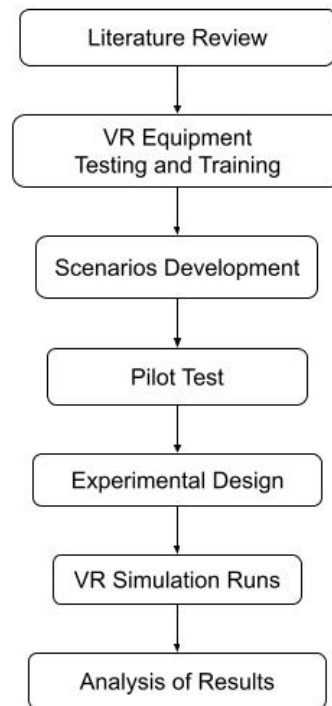 Literature Review
VR Equipment
Testing and Training
Scenarios Development
Pilot Test
Experimental Design
VR Simulation Runs
Analysis of Results